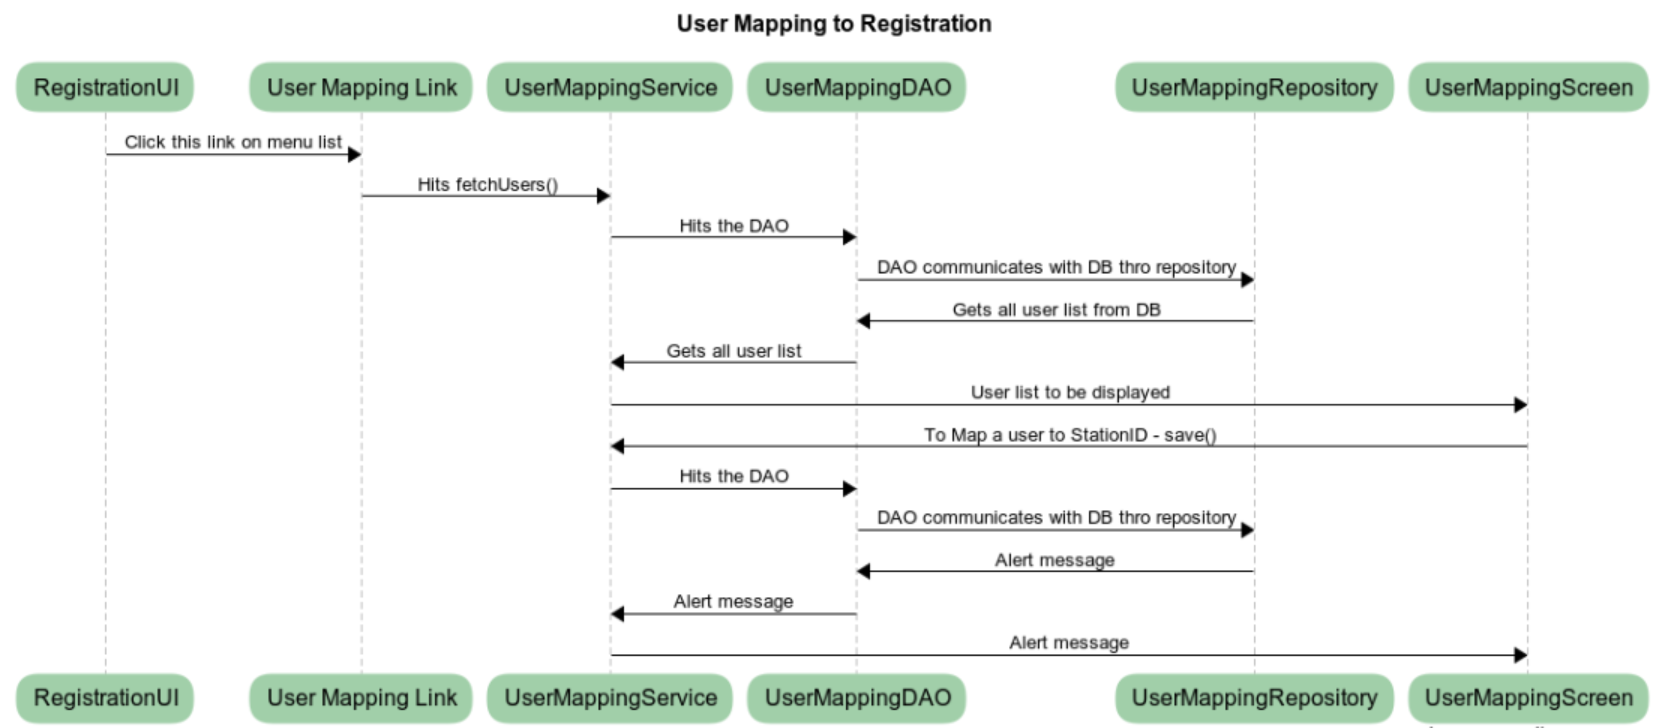 User Mapping to Registration
RegistrationUI
User Mapping Link
UserMappingService
UserMappingDAO
UserMappingRepository
UserMappingScreen
Click this link on menu list
Hits fetchUsers()
Hits the DAO
DAO communicates with DB thro repository
Gets all user list from DB
Gets all user list
User list to be displayed
To Map a user to StationID - save()
Hits the DAO
DAO communicates with DB thro repository
Alert message
Alert message
Alert message
RegistrationUI
User Mapping Link
UserMappingService
UserMappingDAO
UserMappingRepository
UserMappingScreen